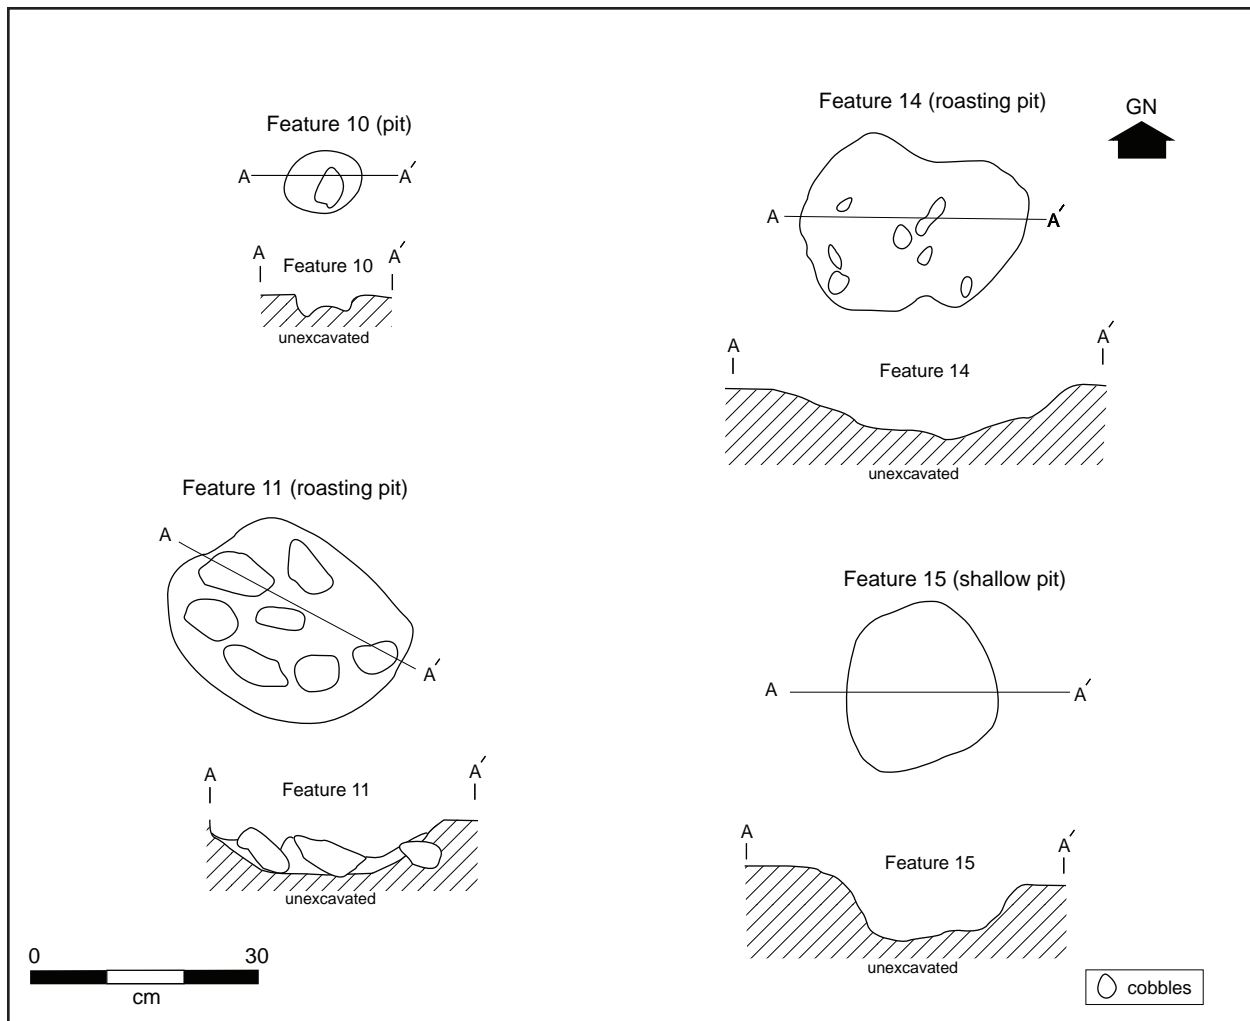 Feature 10 (pit)
A A′
A A′
Feature 10
unexcavated
Feature 14 (roasting pit)
GN
A A′
A A′
Feature 14
unexcavated
Feature 11 (roasting pit)
A
A′
A A′
Feature 11
unexcavated
Feature 15 (shallow pit)
A A′
A A′
Feature 15
unexcavated
0 30
cm
cobbles